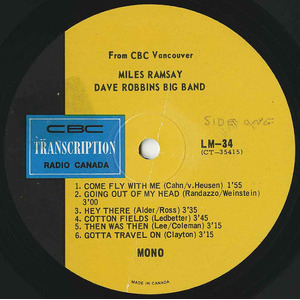 From CBC Vancouver
MILES RAMSAY
DAVE ROBBINS BIG BAND
SIDE ONE
CBC
TRANSCRIPTION
RADIO CANADA
LM-34
(CT-35415)
1. COME FLY WITH ME (Cahn/v.Heusen) 1'55
2. GOING OUT OF MY HEAD (Randazzo/Weinstein)
3'00
3. HEY THERE (Alder/Ross) 3'35
4. COTTON FIELDS (Ledbetter) 3'45
5. THEN WAS THEN (Lee/Coleman) 3'15
6. GOTTA TRAVEL ON (Clayton) 3'15
MONO
MADE IN CANADA